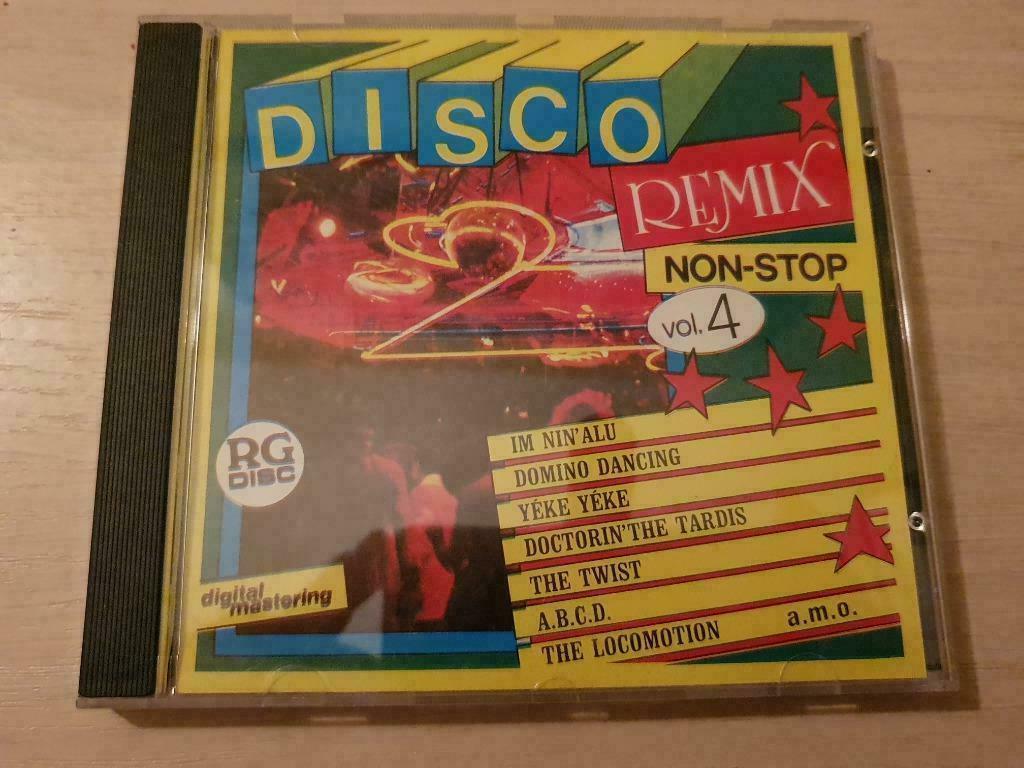 DISCO
REMIX
NON-STOP
vol. 4
RG
DISC
IM NIN'ALU
DOMINO DANCING
YÉKE YÉKE
DOCTORIN'THE TARDIS
THE TWIST
A.B.C.D.
THE LOCOMOTION a.m.o.
digital
mastering